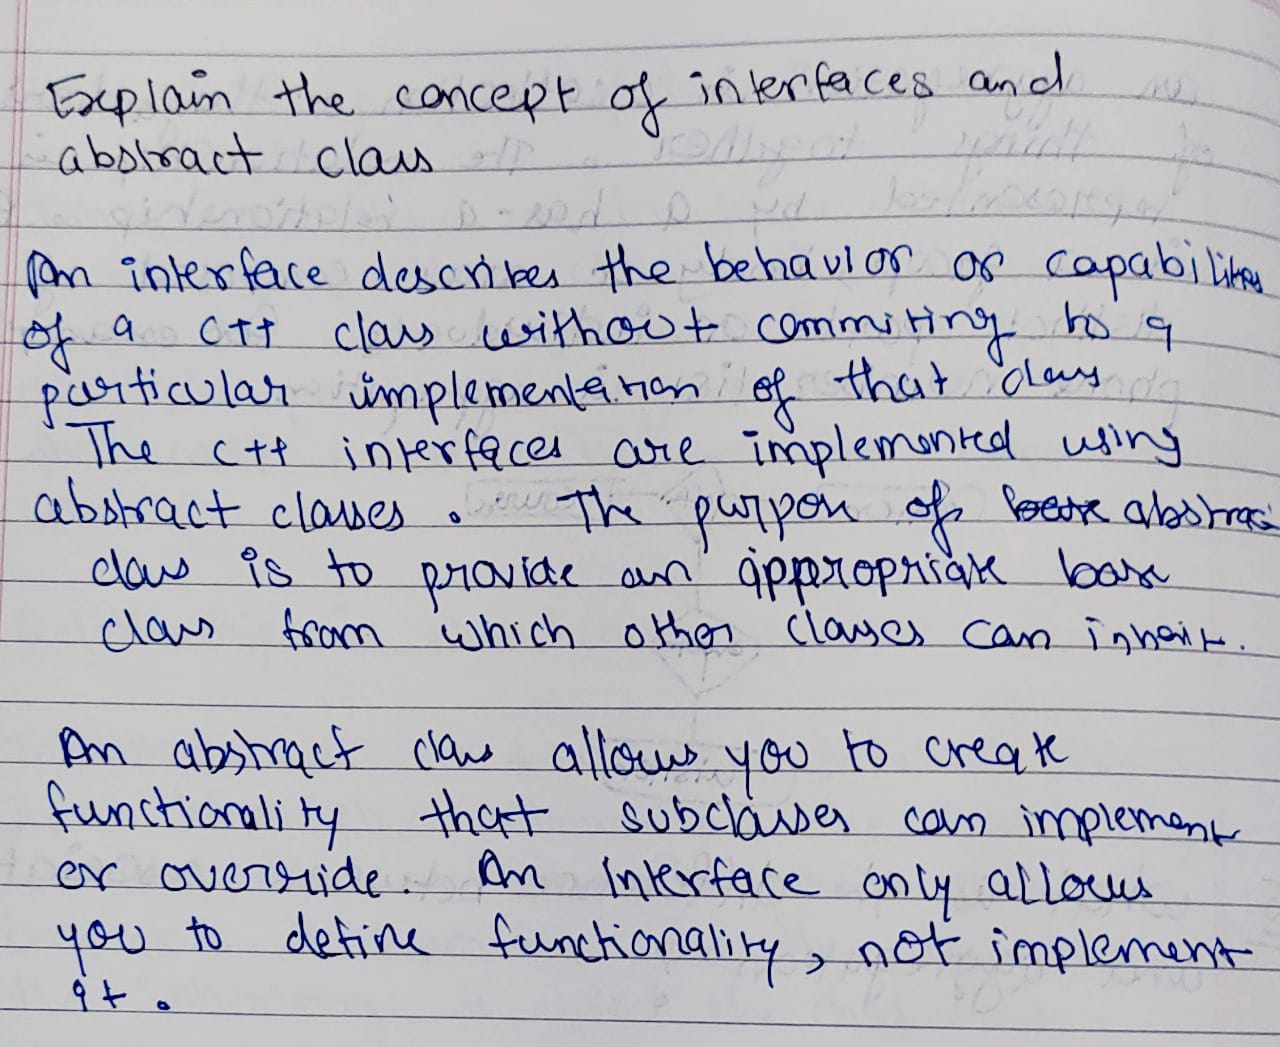 Explain the concept of interfaces and
abstract class
An interface describes the behavior or capabilities
of a C++ class without commiting to a
particular implementation of that class
The C++ interfaces are implemented using
abstract classes. The purpose of abstract
class is to provide an appropriate base
class from which other classes can inherit.
An abstract class allows you to create
functionality that subclasses can implement
or override. An Interface only allows
you to define functionality, not implement
it.